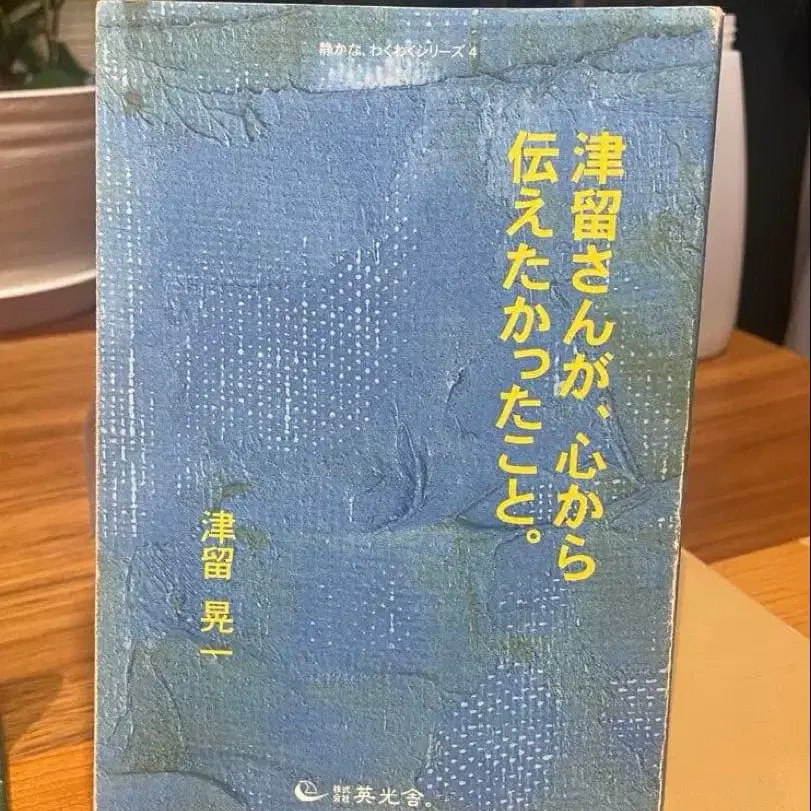 静かな、わくわくシリーズ 4
津留さんが、心から
伝えたかったこと。
津留 晃一
株式会社 英光舎。